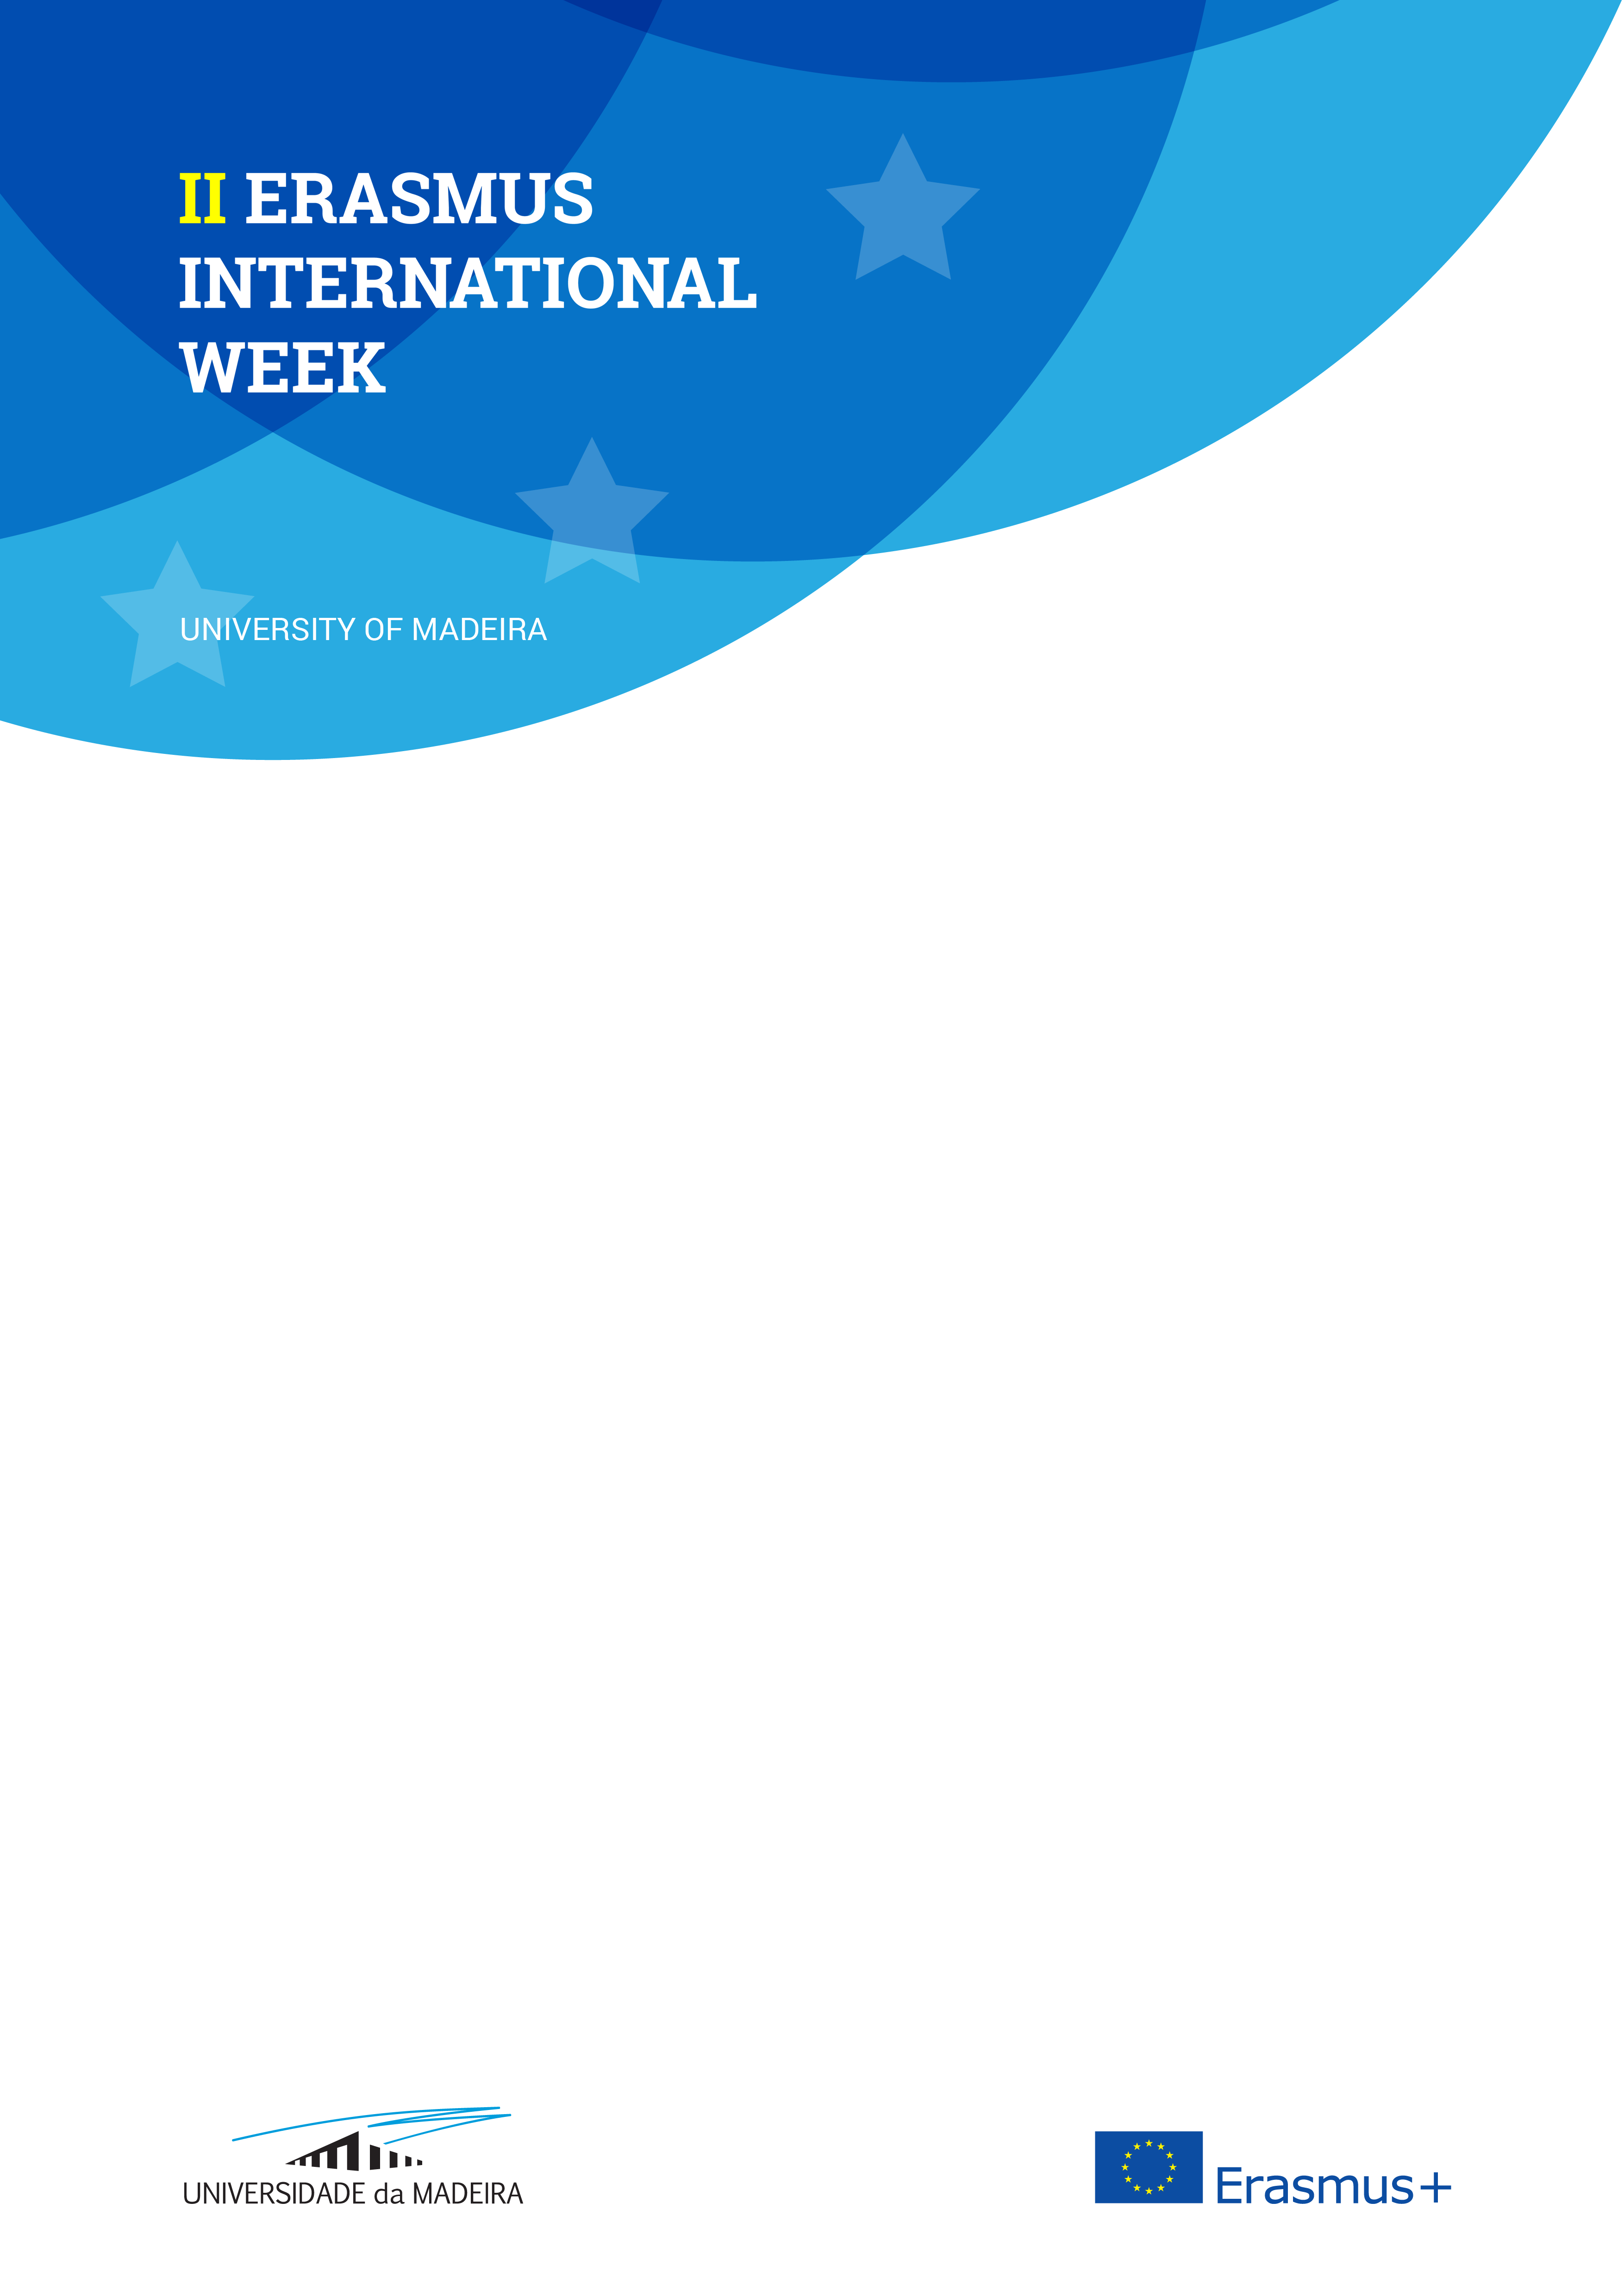 II ERASMUS
INTERNATIONAL
WEEK
UNIVERSITY OF MADEIRA
UNIVERSIDADE da MADEIRA
Erasmus+